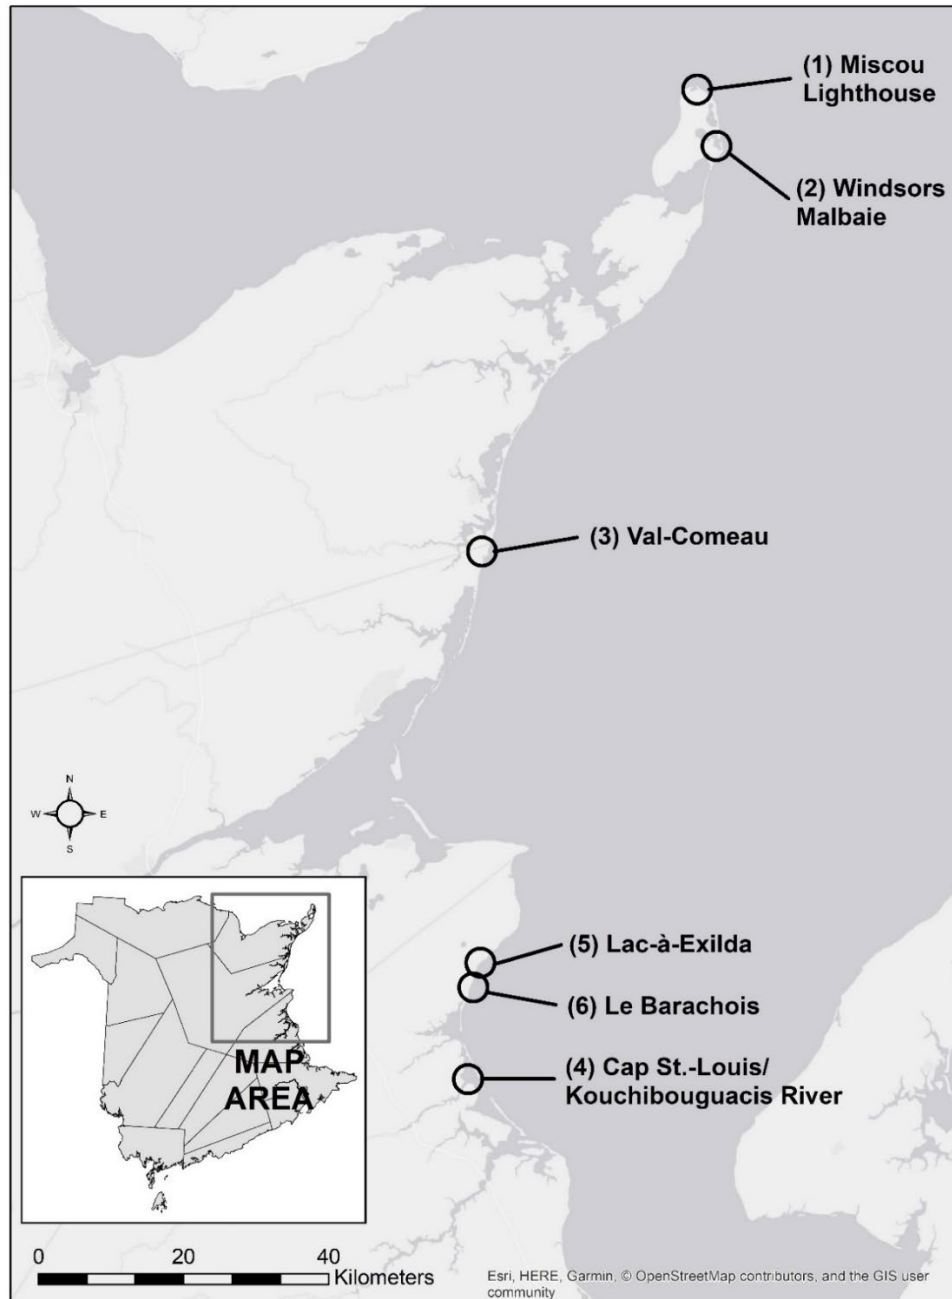 (1) Miscou
Lighthouse
(2) Windsors
Malbaie
(3) Val-Comeau
N
W E
S
(5) Lac-à-Exilda
(6) Le Barachois
(4) Cap St.-Louis/
Kouchibouguacis River
MAP
AREA
0 20 40
Kilometers
Esri, HERE, Garmin, © OpenStreetMap contributors, and the GIS user
community